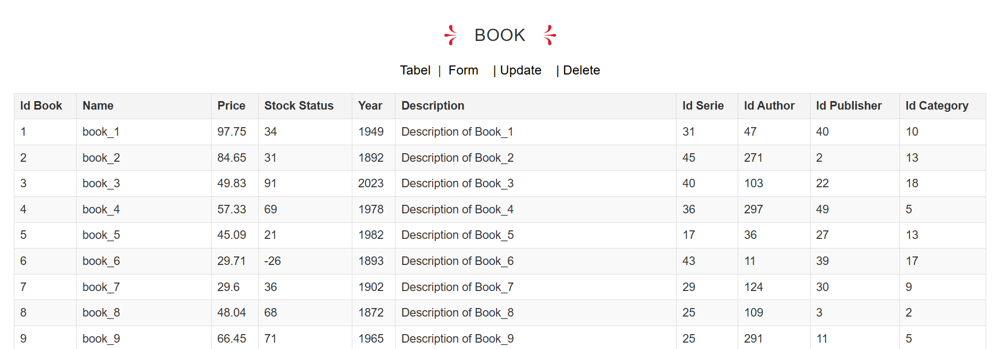 BOOK
Tabel | Form | Update | Delete
Id Book Name Price Stock Status Year Description Id Serie Id Author Id Publisher Id Category
1 book_1 97.75 34 1949 Description of Book_1 31 47 40 10
2 book_2 84.65 31 1892 Description of Book_2 45 271 2 13
3 book_3 49.83 91 2023 Description of Book_3 40 103 22 18
4 book_4 57.33 69 1978 Description of Book_4 36 297 49 5
5 book_5 45.09 21 1982 Description of Book_5 17 36 27 13
6 book_6 29.71 -26 1893 Description of Book_6 43 11 39 17
7 book_7 29.6 36 1902 Description of Book_7 29 124 30 9
8 book_8 48.04 68 1872 Description of Book_8 25 109 3 2
9 book_9 66.45 71 1965 Description of Book_9 25 291 11 5